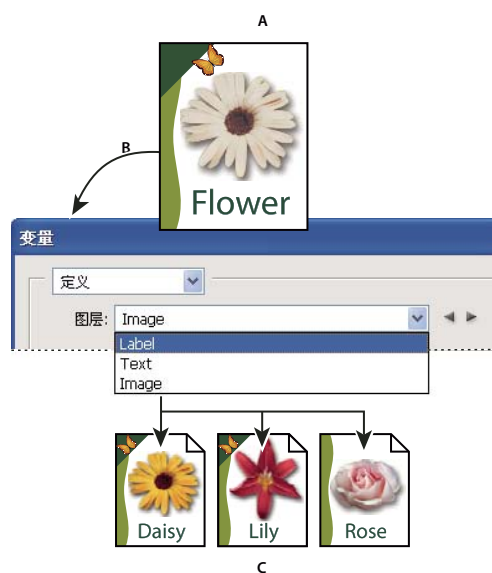 A
Flower
B
变量
定义
图层: Image
Label
Text
Image
Daisy
Lily
Rose
C